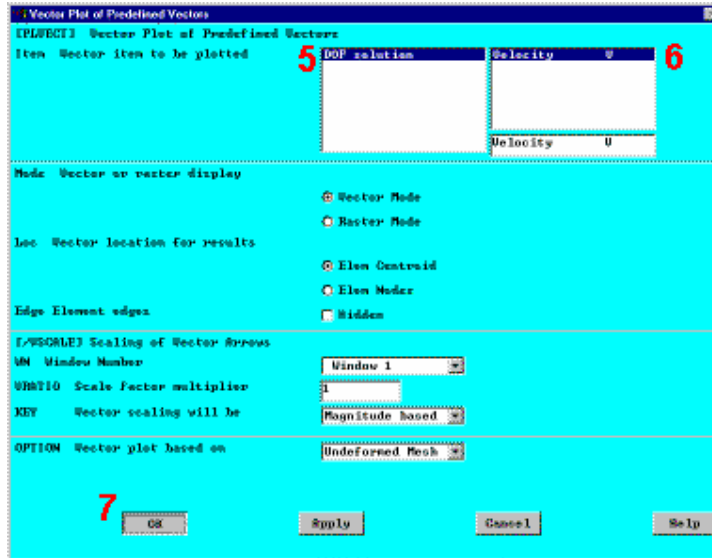 Vector Plot of Predefined Vectors
[PLVECT] Vector Plot of Predefined Vectors
Item Vector item to be plotted 5 DOF solution Velocity V 6
Velocity V
Mode Vector or raster display
Vector Mode
Raster Mode
Loc Vector location for results
Elem Centroid
Elem Nodes
Edge Element edges Hidden
[/VSCALE] Scaling of Vector Arrows
WN Window Number Window 1
VRATIO Scale factor multiplier 1
KEY Vector scaling will be Magnitude based
OPTION Vector plot based on Undeformed Mesh
7 OK Apply Cancel Help